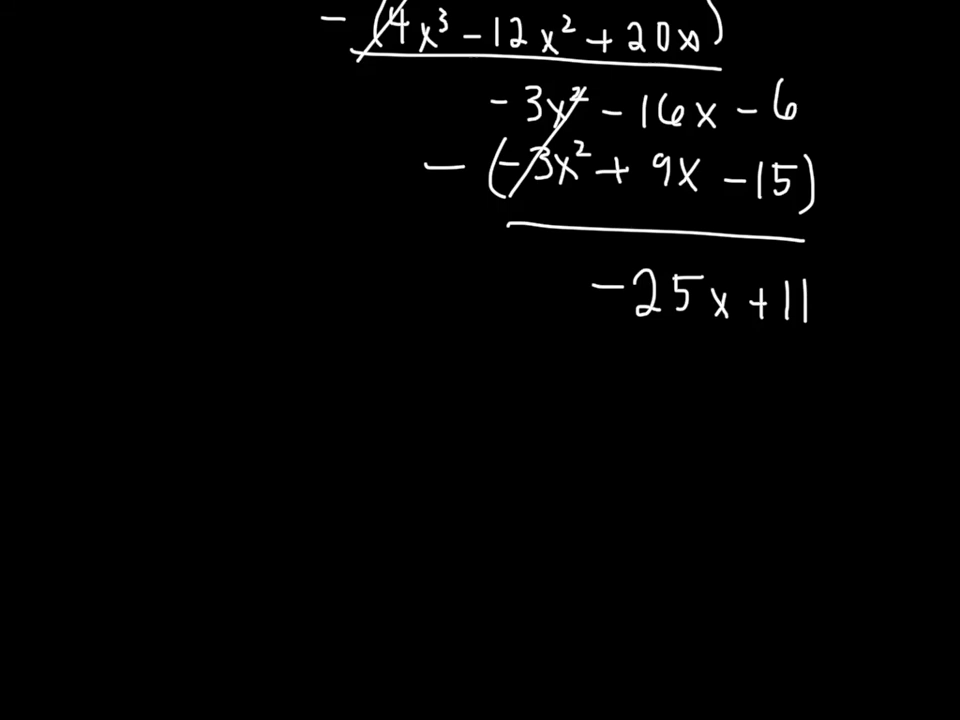 - (4x³ - 12x² + 20x)
- 3x² - 16x - 6
- (- 3x² + 9x - 15)
- 25x + 11